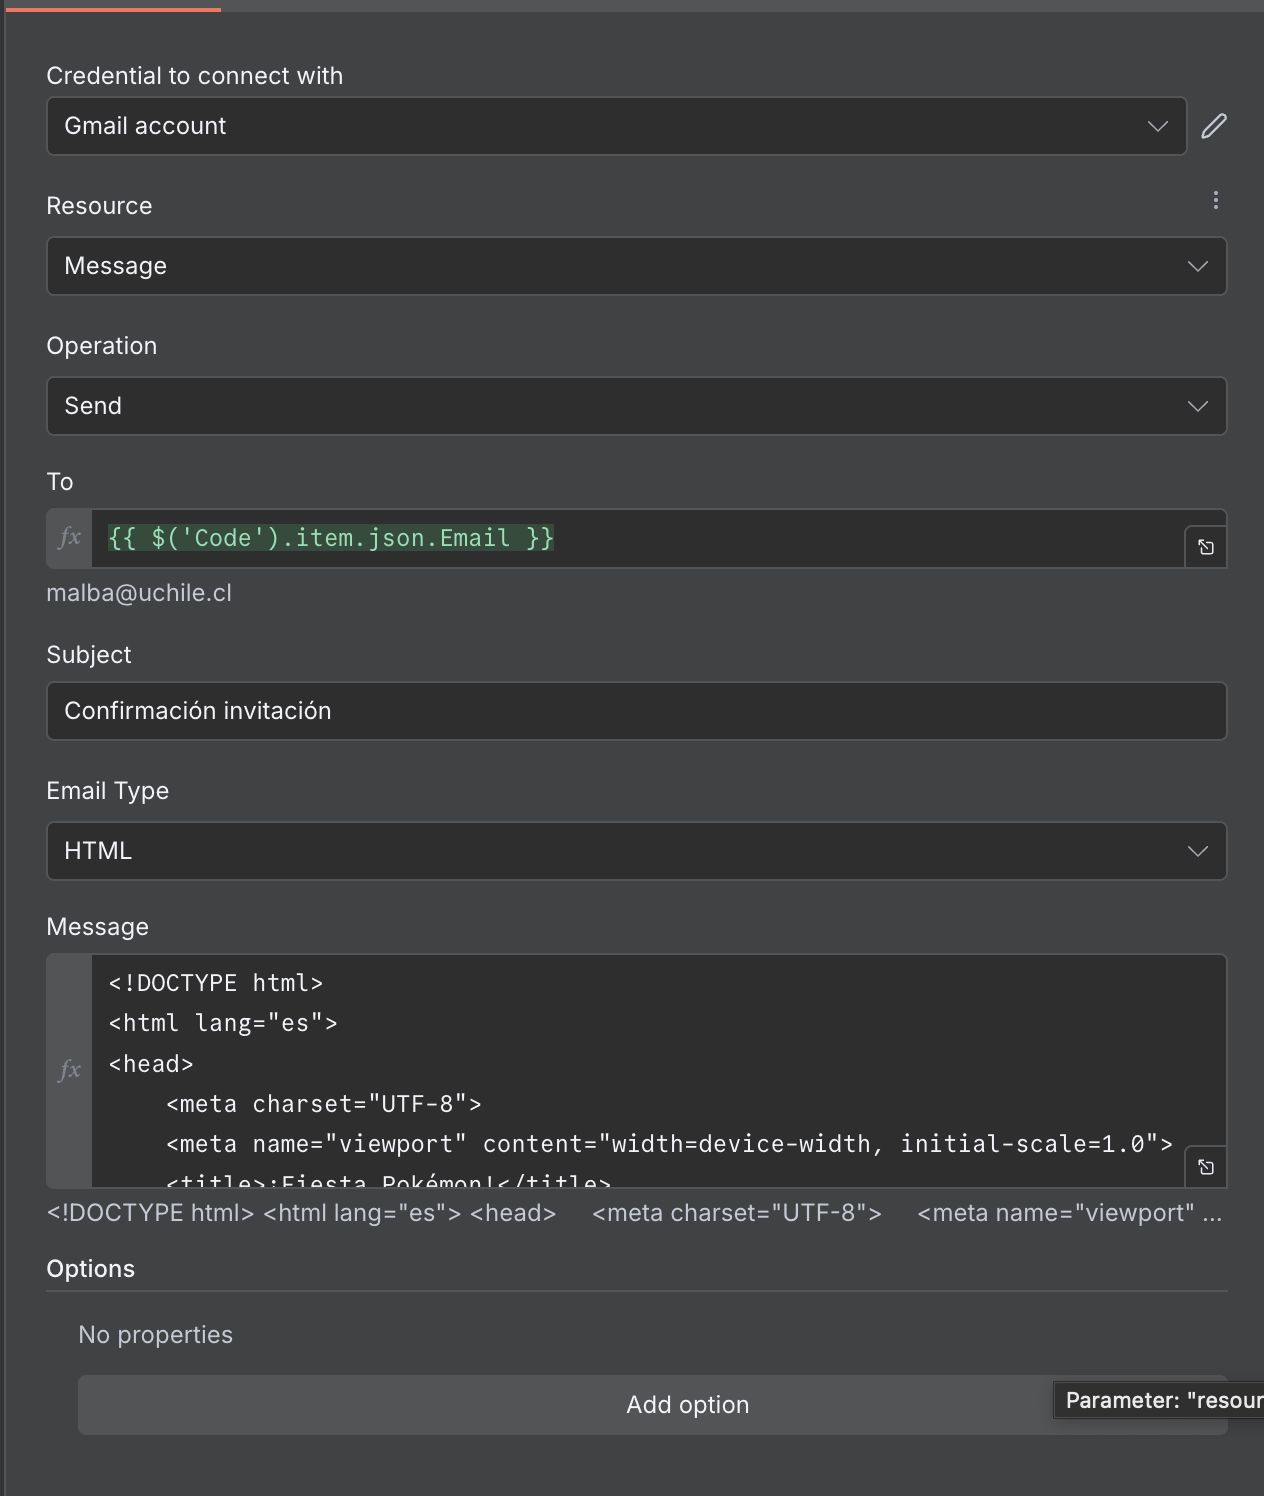 Credential to connect with
Gmail account
Resource
Message
Operation
Send
To
fx {{ $('Code').item.json.Email }}
malba@uchile.cl
Subject
Confirmación invitación
Email Type
HTML
Message
<!DOCTYPE html>
<html lang="es">
<head>
fx
<meta charset="UTF-8">
<meta name="viewport" content="width=device-width, initial-scale=1.0">
<title>¡Fiesta Pokémon!</title>
<!DOCTYPE html> <html lang="es"> <head> <meta charset="UTF-8"> <meta name="viewport" ...
Options
No properties
Add option
Parameter: "resour